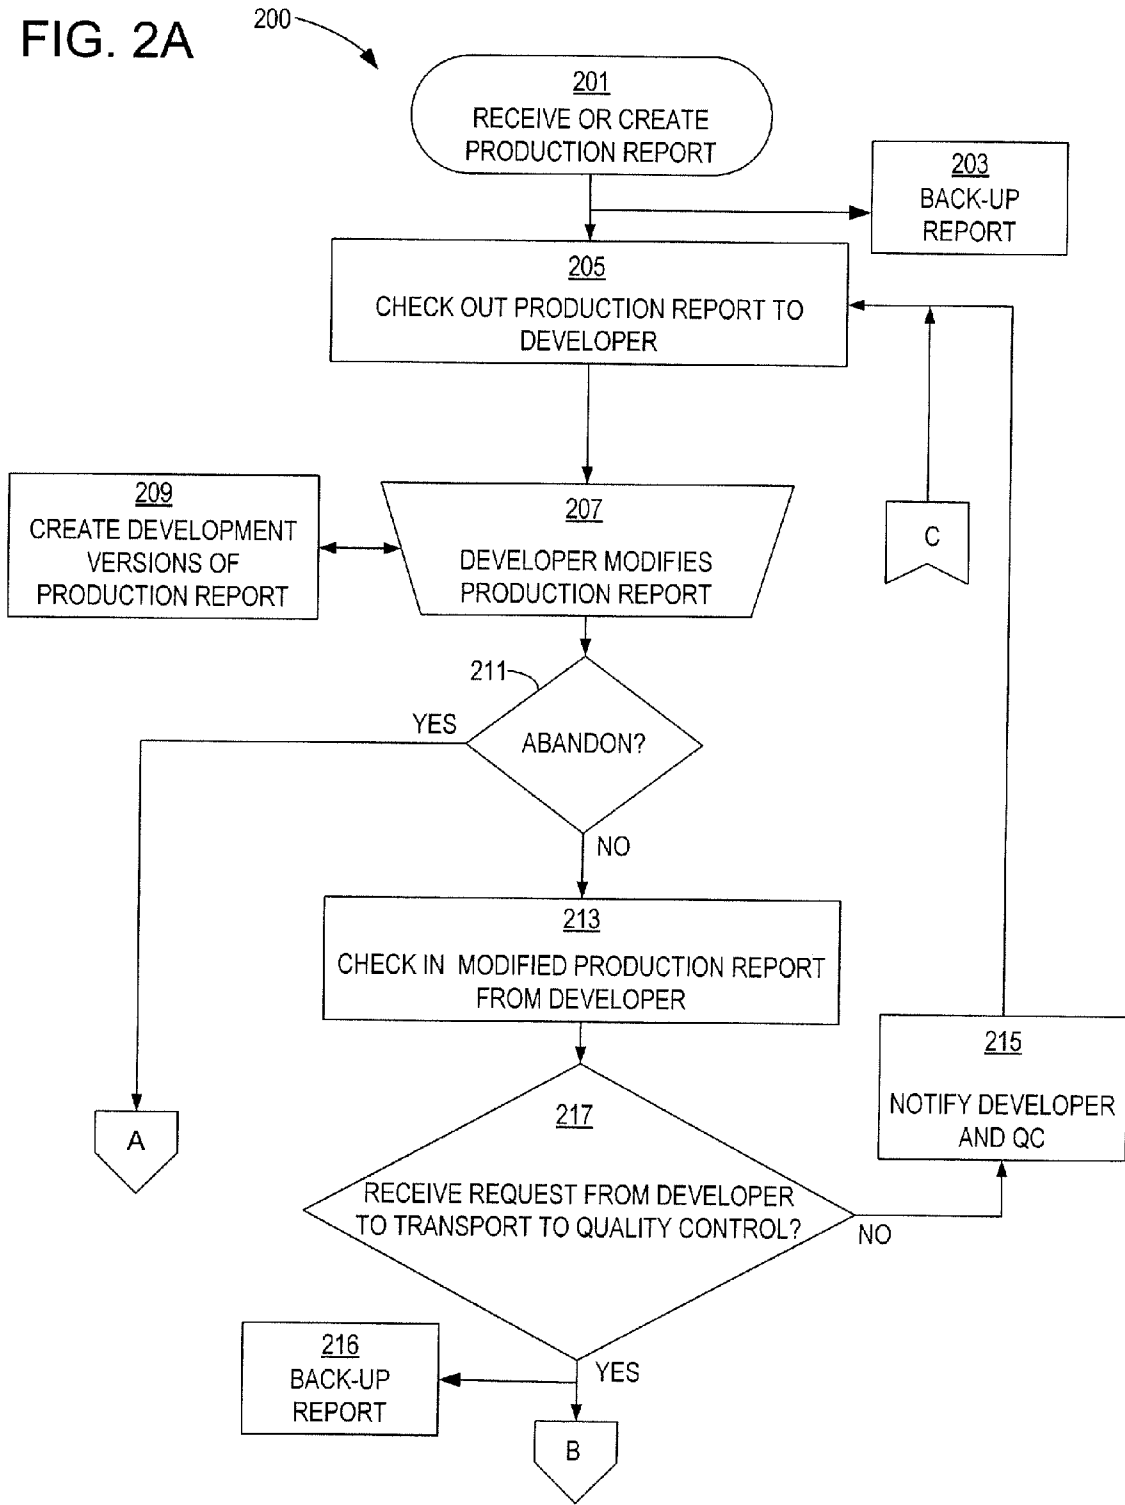 FIG. 2A
200
201
RECEIVE OR CREATE
PRODUCTION REPORT
203
BACK-UP
REPORT
205
CHECK OUT PRODUCTION REPORT TO
DEVELOPER
209
CREATE DEVELOPMENT
VERSIONS OF
PRODUCTION REPORT
207
DEVELOPER MODIFIES
PRODUCTION REPORT
C
211
YES
ABANDON?
NO
213
CHECK IN MODIFIED PRODUCTION REPORT
FROM DEVELOPER
215
NOTIFY DEVELOPER
AND QC
A
217
RECEIVE REQUEST FROM DEVELOPER
TO TRANSPORT TO QUALITY CONTROL?
NO
216
BACK-UP
REPORT
YES
B